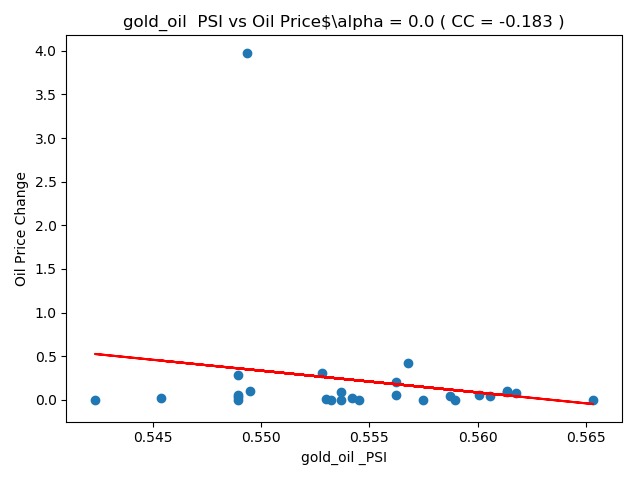 gold_oil  PSI vs Oil Price$\alpha = 0.0 ( CC = -0.183 )
4.0
3.5
3.0
2.5
2.0
1.5
1.0
0.5
0.0
Oil Price Change
0.545 0.550 0.555 0.560 0.565
gold_oil _PSI